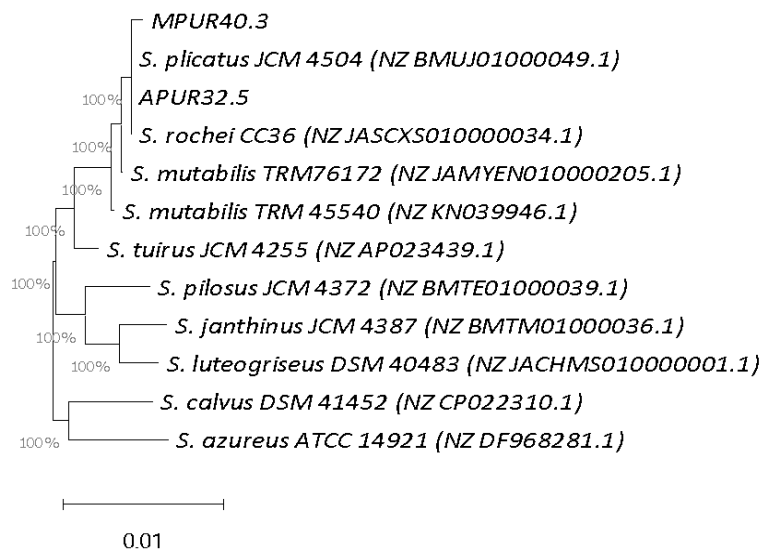 MPUR40.3
S. plicatus JCM 4504 (NZ BMUJ01000049.1)
100%
APUR32.5
S. rochei CC36 (NZ JASCXS010000034.1)
100%
S. mutabilis TRM76172 (NZ JAMYEN010000205.1)
100%
S. mutabilis TRM 45540 (NZ KN039946.1)
100%
S. tuirus JCM 4255 (NZ AP023439.1)
100%
S. pilosus JCM 4372 (NZ BMTE01000039.1)
S. janthinus JCM 4387 (NZ BMTM01000036.1)
100%
S. luteogriseus DSM 40483 (NZ JACHMS010000001.1)
100%
S. calvus DSM 41452 (NZ CP022310.1)
S. azureus ATCC 14921 (NZ DF968281.1)
100%
0.01